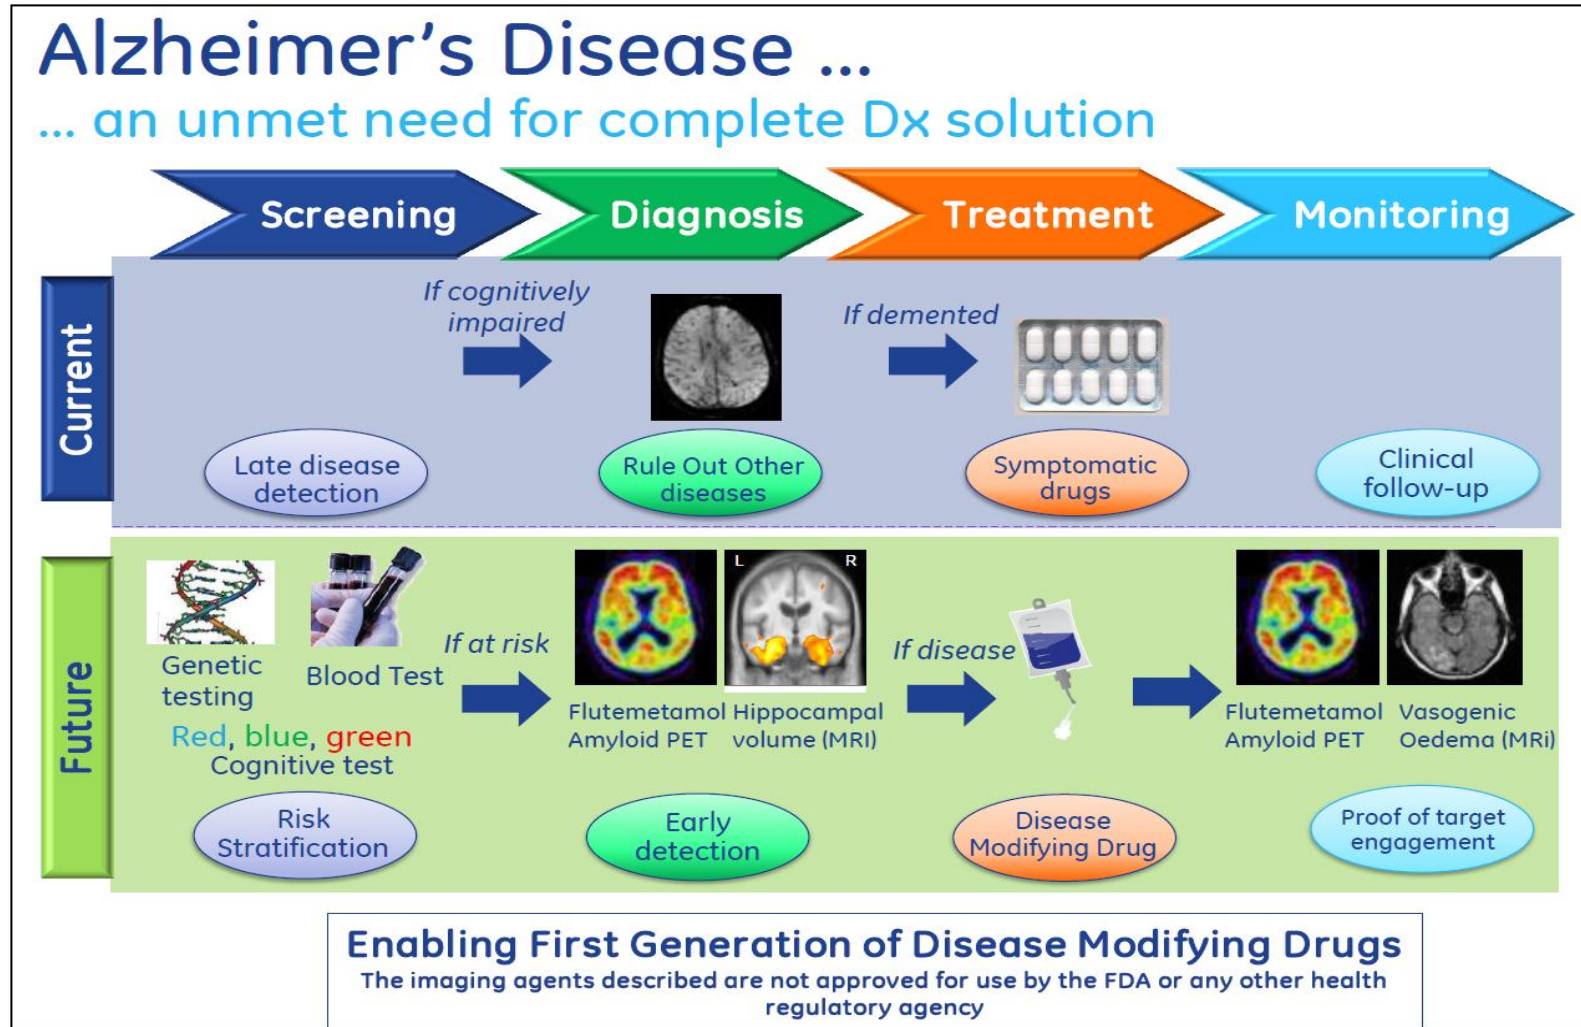 Alzheimer's Disease ...
... an unmet need for complete Dx solution
Screening
Diagnosis
Treatment
Monitoring
Current
If cognitively
impaired
If demented
Late disease
detection
Rule Out Other
diseases
Symptomatic
drugs
Clinical
follow-up
Future
Genetic
testing
Blood Test
Red, blue, green
Cognitive test
If at risk
L
R
Flutemetamol
Amyloid PET
Hippocampal
volume (MRI)
If disease
Flutemetamol
Amyloid PET
Vasogenic
Oedema (MRi)
Risk
Stratification
Early
detection
Disease
Modifying Drug
Proof of target
engagement
Enabling First Generation of Disease Modifying Drugs
The imaging agents described are not approved for use by the FDA or any other health
regulatory agency